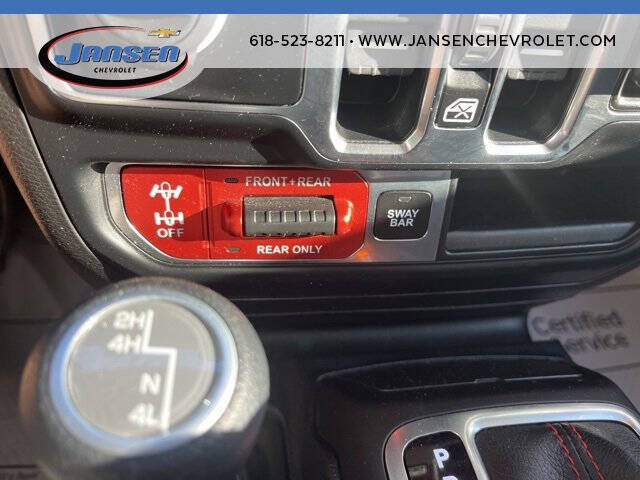 JANSEN
CHEVROLET
618-523-8211 • WWW.JANSENCHEVROLET.COM
FRONT+REAR
OFF
REAR ONLY
SWAY
BAR
2H
4H
N
4L
Certified
Service
P